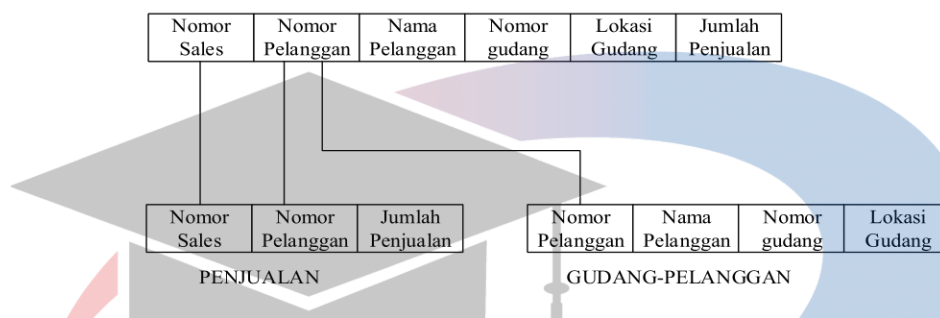 Nomor Nomor Nama Nomor Lokasi Jumlah
Sales Pelanggan Pelanggan gudang Gudang Penjualan
Nomor Nomor Jumlah
Sales Pelanggan Penjualan
PENJUALAN
Nomor Nama Nomor Lokasi
Pelanggan Pelanggan gudang Gudang
GUDANG-PELANGGAN